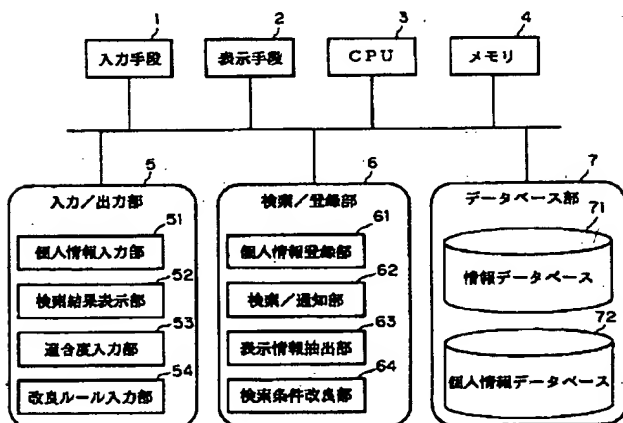 1
入力手段
2
表示手段
3
CPU
4
メモリ
5
入力/出力部
51
個人情報入力部
52
検索結果表示部
53
適合度入力部
54
改良ルール入力部
6
検索/登録部
61
個人情報登録部
62
検索/通知部
63
表示情報抽出部
64
検索条件改良部
7
データベース部
71
情報データベース
72
個人情報データベース